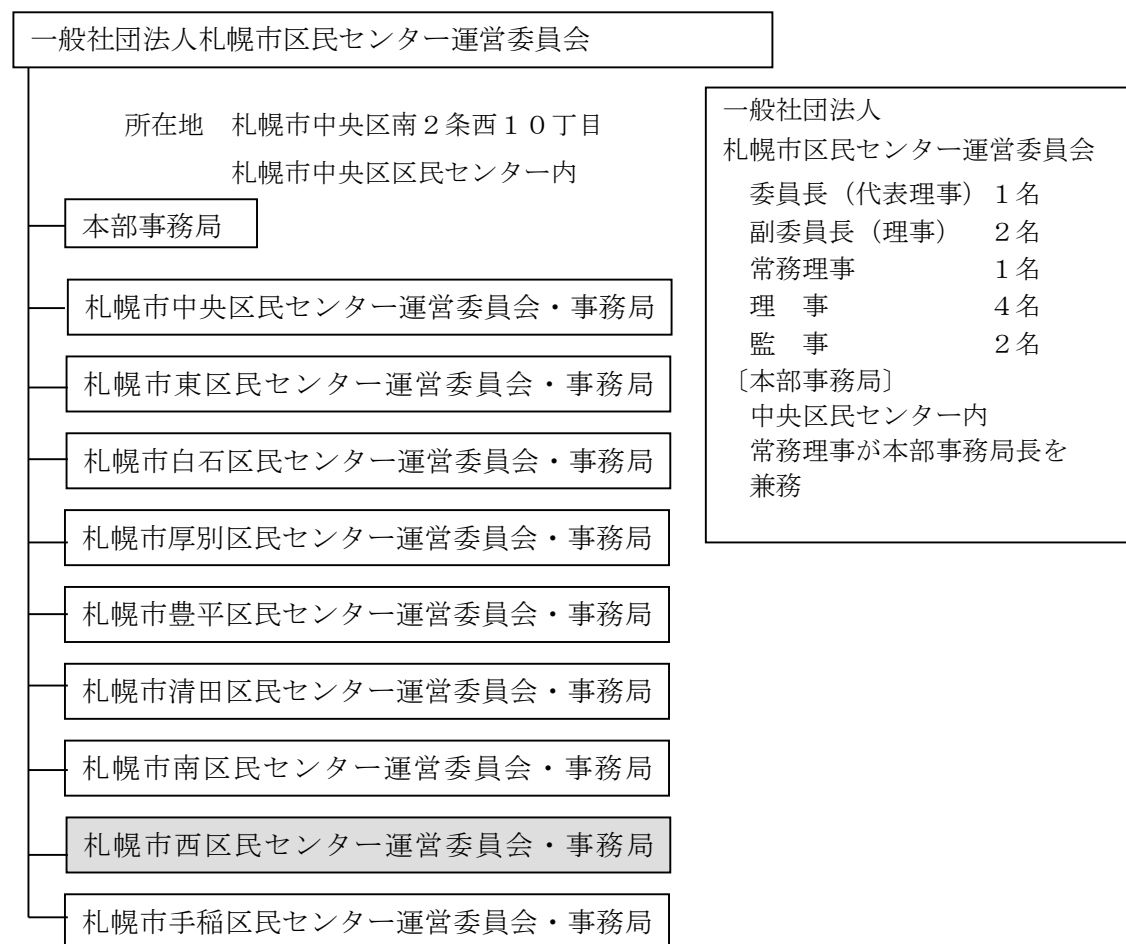 一般社団法人札幌市区民センター運営委員会
所在地　札幌市中央区南２条西１０丁目
札幌市中央区区民センター内
本部事務局
札幌市中央区民センター運営委員会・事務局
札幌市東区民センター運営委員会・事務局
札幌市白石区民センター運営委員会・事務局
札幌市厚別区民センター運営委員会・事務局
札幌市豊平区民センター運営委員会・事務局
札幌市清田区民センター運営委員会・事務局
札幌市南区民センター運営委員会・事務局
札幌市西区民センター運営委員会・事務局
札幌市手稲区民センター運営委員会・事務局
一般社団法人
札幌市区民センター運営委員会
委員長（代表理事）１名
副委員長（理事）　２名
常務理事　１名
理　事　４名
監　事　２名
〔本部事務局〕
中央区民センター内
常務理事が本部事務局長を
兼務